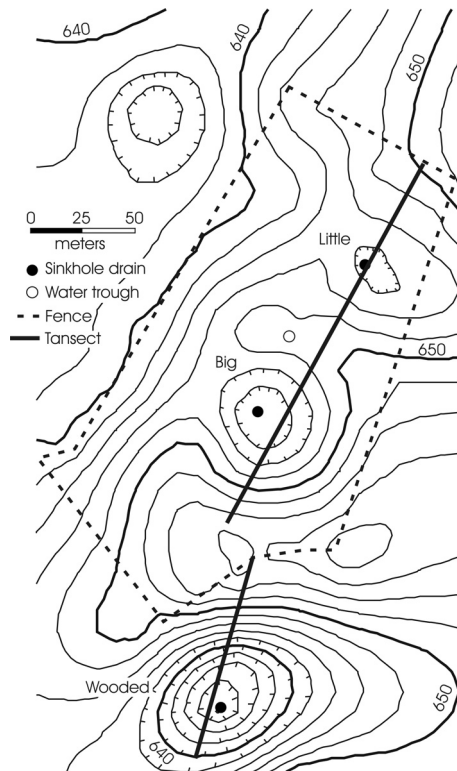 640
640
650
0 25 50
meters
Sinkhole drain
Water trough
Fence
Tansect
Little
650
Big
Wooded
650
640